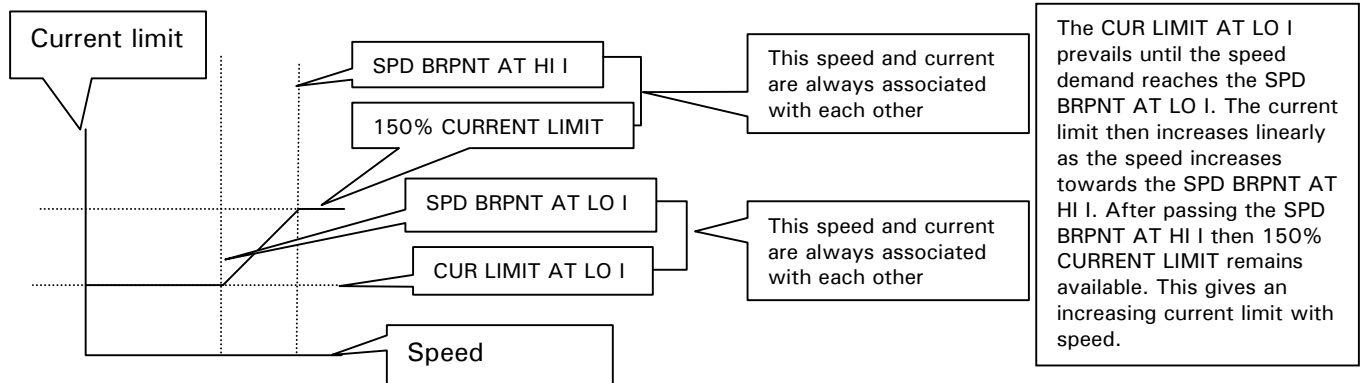 Current limit
SPD BRPNT AT HI I
150% CURRENT LIMIT
SPD BRPNT AT LO I
CUR LIMIT AT LO I
Speed
This speed and current
are always associated
with each other
This speed and current
are always associated
with each other
The CUR LIMIT AT LO I
prevails until the speed
demand reaches the SPD
BRPNT AT LO I. The current
limit then increases linearly
as the speed increases
towards the SPD BRPNT AT
HI I. After passing the SPD
BRPNT AT HI I then 150%
CURRENT LIMIT remains
available. This gives an
increasing current limit with
speed.